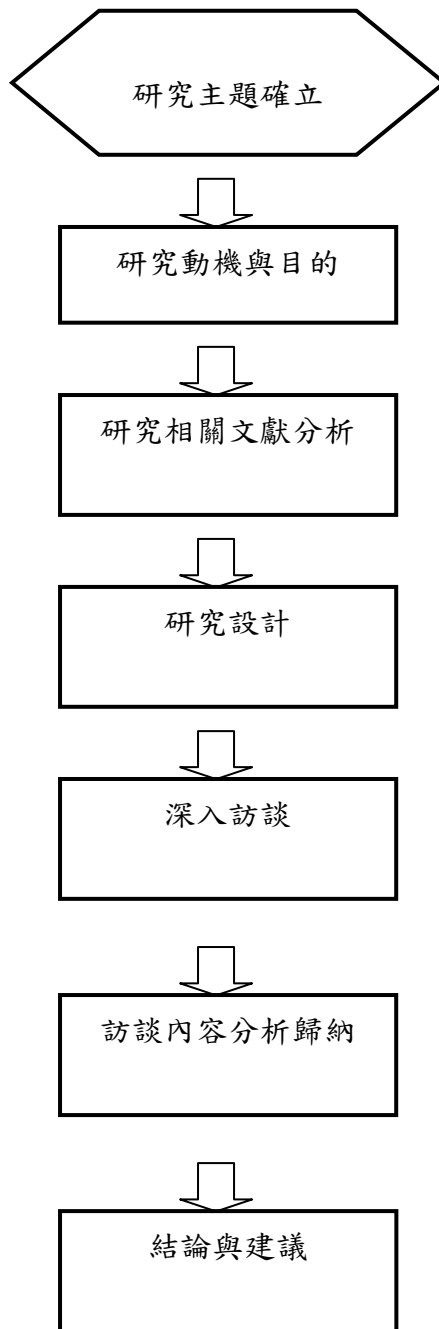 研究主題確立
研究動機與目的
研究相關文獻分析
研究設計
深入訪談
訪談內容分析歸納
結論與建議